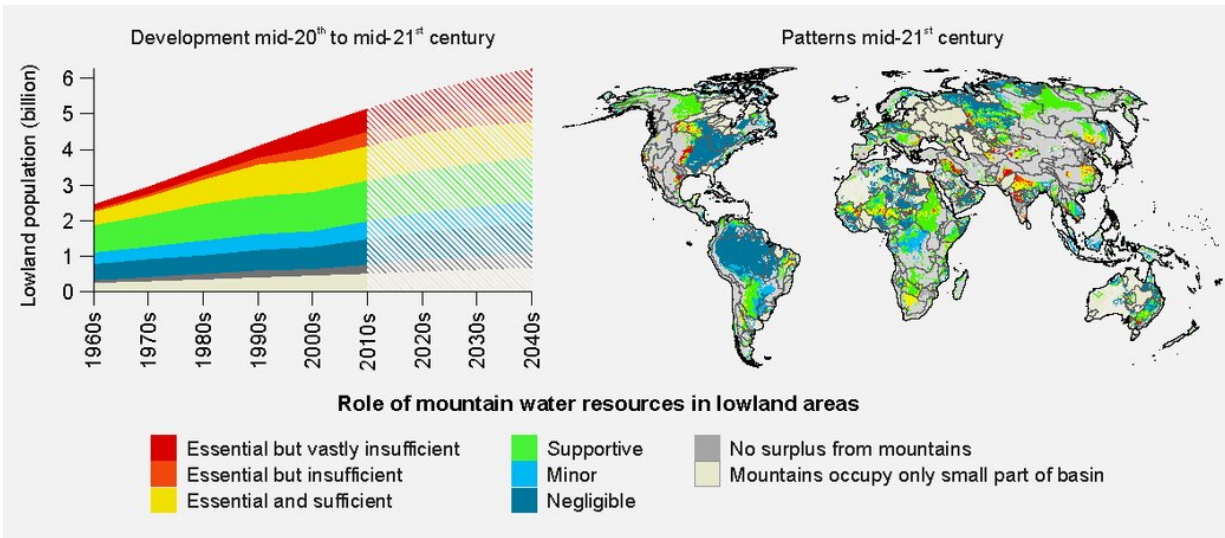 Development mid-20th to mid-21st century
Patterns mid-21st century
Lowland population (billion)
6
5
4
3
2
1
0
1960s
1970s
1980s
1990s
2000s
2010s
2020s
2030s
2040s
Role of mountain water resources in lowland areas
Essential but vastly insufficient
Essential but insufficient
Essential and sufficient
Supportive
Minor
Negligible
No surplus from mountains
Mountains occupy only small part of basin